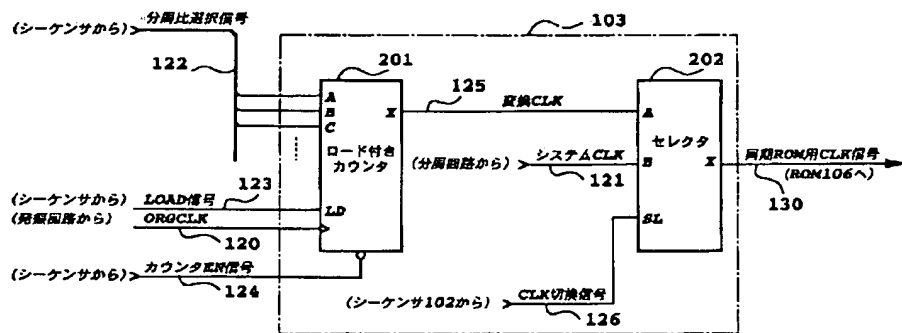 (シーケンサから) 分周比選択信号
122
103
201
202
A
B
C
X
125
変換CLK
A
ロード付き
カウンタ
セレクタ
(分周回路から) システムCLK
121
B
X
同期ROM用CLK信号
(ROM106へ)
130
(シーケンサから) LOAD信号 123
LD
(発振回路から) ORGCLK
120
SL
(シーケンサから) カウンタEN信号
124
(シーケンサ102から) CLK切換信号
126